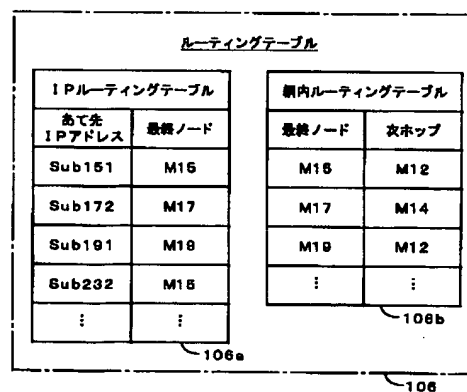 ルーティングテーブル
IPルーティングテーブル
あて先
IPアドレス 最終ノード
Sub151 M15
Sub172 M17
Sub191 M19
Sub232 M15
⋮ ⋮
106a
網内ルーティングテーブル
最終ノード 次ホップ
M15 M12
M17 M14
M19 M12
⋮ ⋮
106b
106